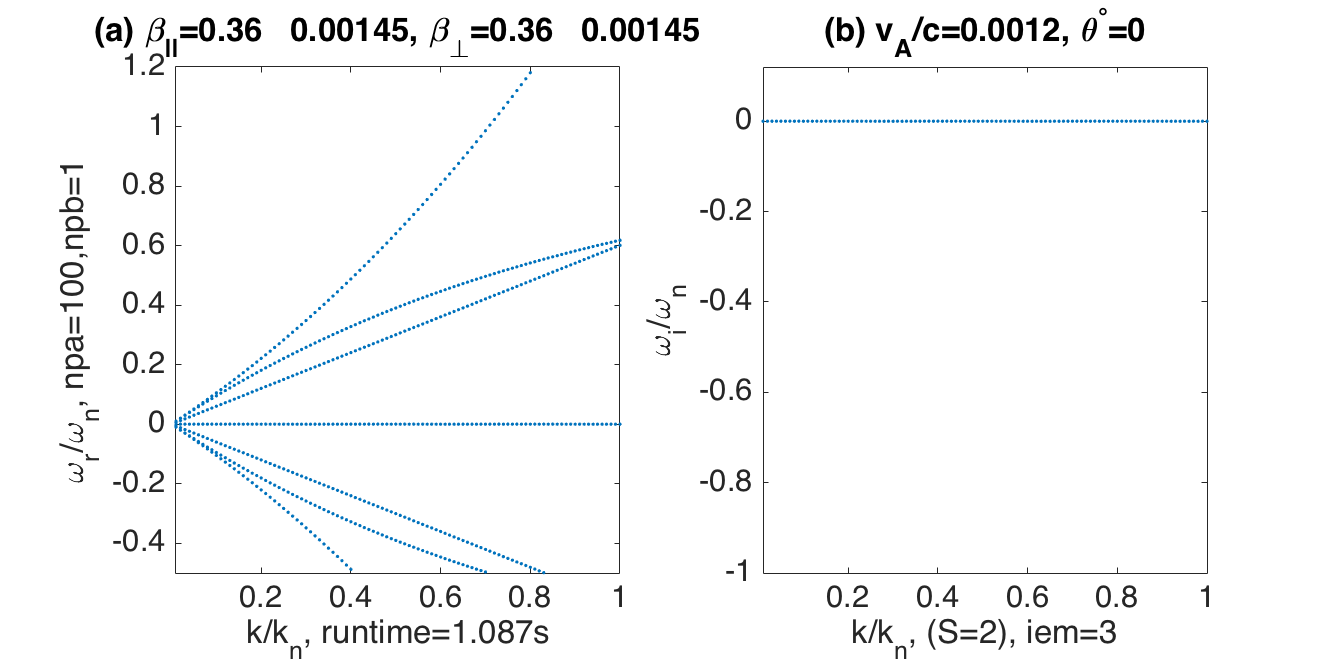 (a) β||=0.36 0.00145, β⊥=0.36 0.00145
1.2
1
0.8
0.6
0.4
0.2
0
-0.2
-0.4
ωr/ωn, npa=100,npb=1
0.2 0.4 0.6 0.8 1
k/kn, runtime=1.087s
(b) vA/c=0.0012, θ°=0
0
-0.2
-0.4
-0.6
-0.8
-1
ωi/ωn
0.2 0.4 0.6 0.8 1
k/kn, (S=2), iem=3